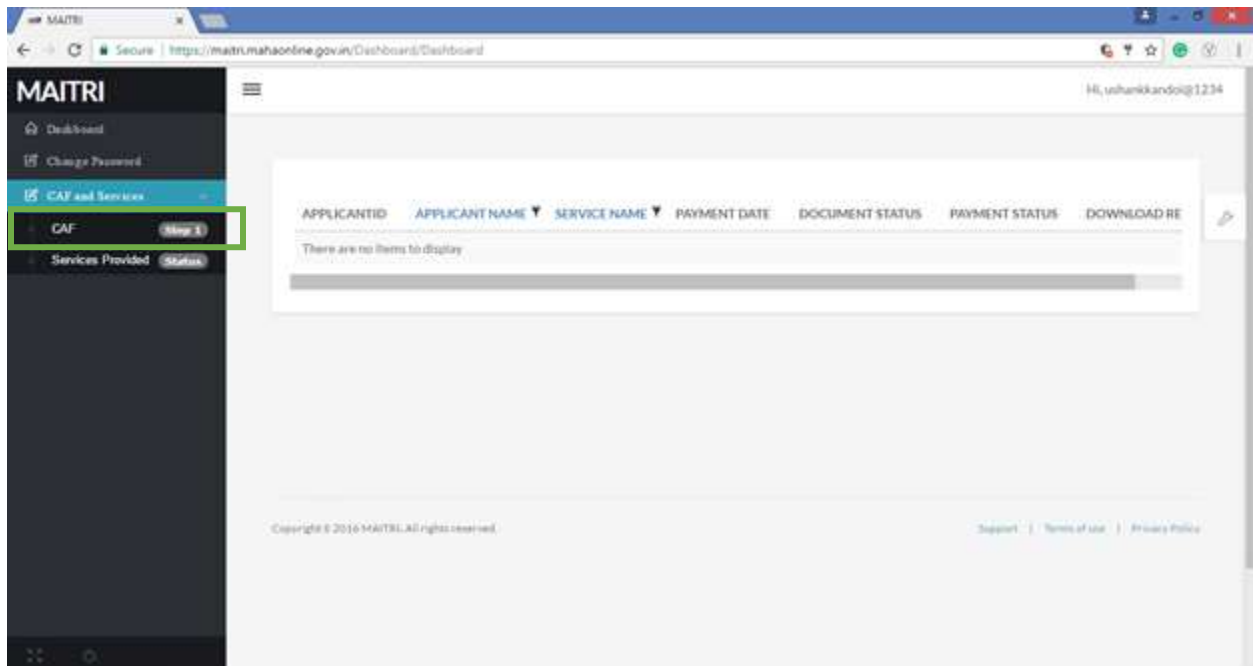 MAITRI
Secure | https://maitri.mahaonline.gov.in/Dashboard/Dashboard
MAITRI
Hi, ushankkandoi@1234
Dashboard
Change Password
CAF and Services
CAF Step 1
Services Provided Status
APPLICANTID APPLICANT NAME SERVICE NAME PAYMENT DATE DOCUMENT STATUS PAYMENT STATUS DOWNLOAD RE
There are no items to display
Copyright © 2016 MAITRI. All rights reserved.
Support | Terms of use | Privacy Policy